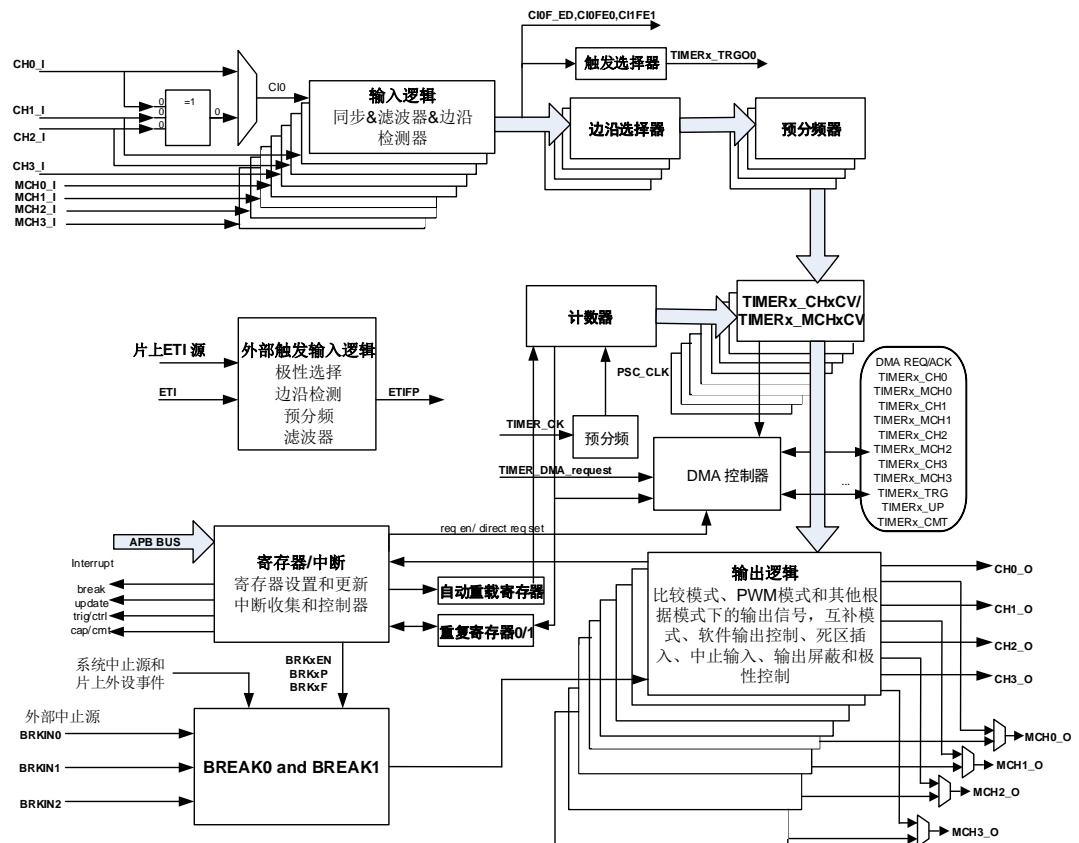 CI0F_ED,CI0FE0,CI1FE1
触发选择器
TIMERx_TRGO0
CH0_I
=1
CI0
0
0
0
0
CH1_I
CH2_I
CH3_I
MCH0_I
MCH1_I
MCH2_I
MCH3_I
输入逻辑
同步&滤波器&边沿
检测器
边沿选择器
预分频器
计数器
TIMERx_CHxCV/
TIMERx_MCHxCV
片上ETI 源
ETI
外部触发输入逻辑
极性选择
边沿检测
预分频
滤波器
ETIFP
PSC_CLK
TIMER_CK
预分频
TIMER_DMA_request
DMA 控制器
DMA REQ/ACK
TIMERx_CH0
TIMERx_MCH0
TIMERx_CH1
TIMERx_MCH1
TIMERx_CH2
TIMERx_MCH2
TIMERx_CH3
TIMERx_MCH3
TIMERx_TRG
TIMERx_UP
TIMERx_CMT
...
req en/ direct req set
APB BUS
Interrupt
break
update
trig/ctrl
cap/cmt
寄存器/中断
寄存器设置和更新
中断收集和控制器
自动重载寄存器
重复寄存器0/1
输出逻辑
比较模式、PWM模式和其他根
据模式下的输出信号，互补模
式、软件输出控制、死区插
入、中止输入、输出屏蔽和极
性控制
CH0_O
CH1_O
CH2_O
CH3_O
MCH0_O
MCH1_O
MCH2_O
MCH3_O
系统中止源和
片上外设事件
BRKxEN
BRKxP
BRKxF
外部中止源
BRKIN0
BRKIN1
BRKIN2
BREAK0 and BREAK1